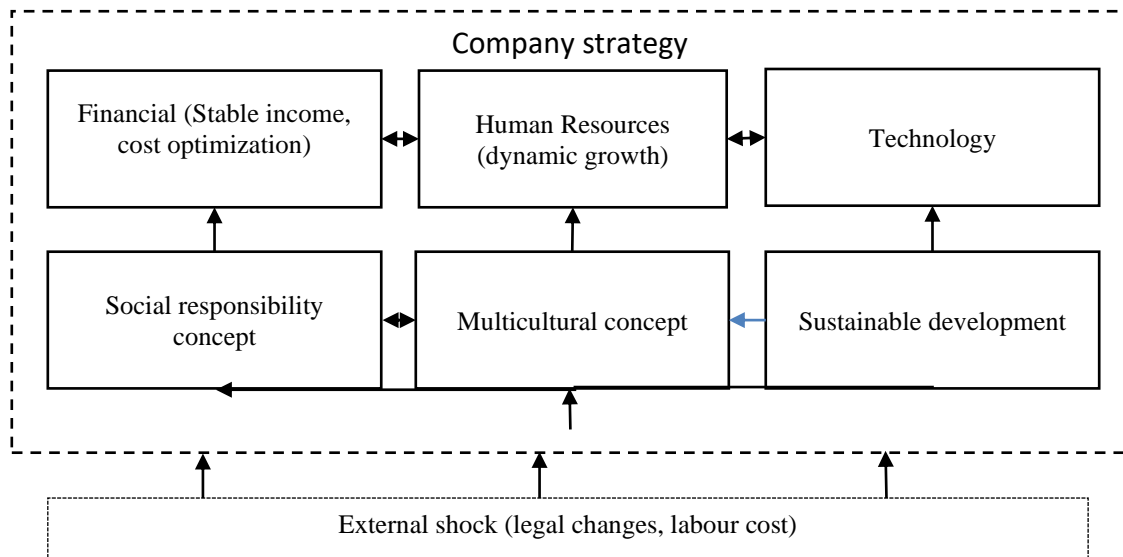 Company strategy
Financial (Stable income,
cost optimization)
Human Resources
(dynamic growth)
Technology
Social responsibility
concept
Multicultural concept
Sustainable development
External shock (legal changes, labour cost)